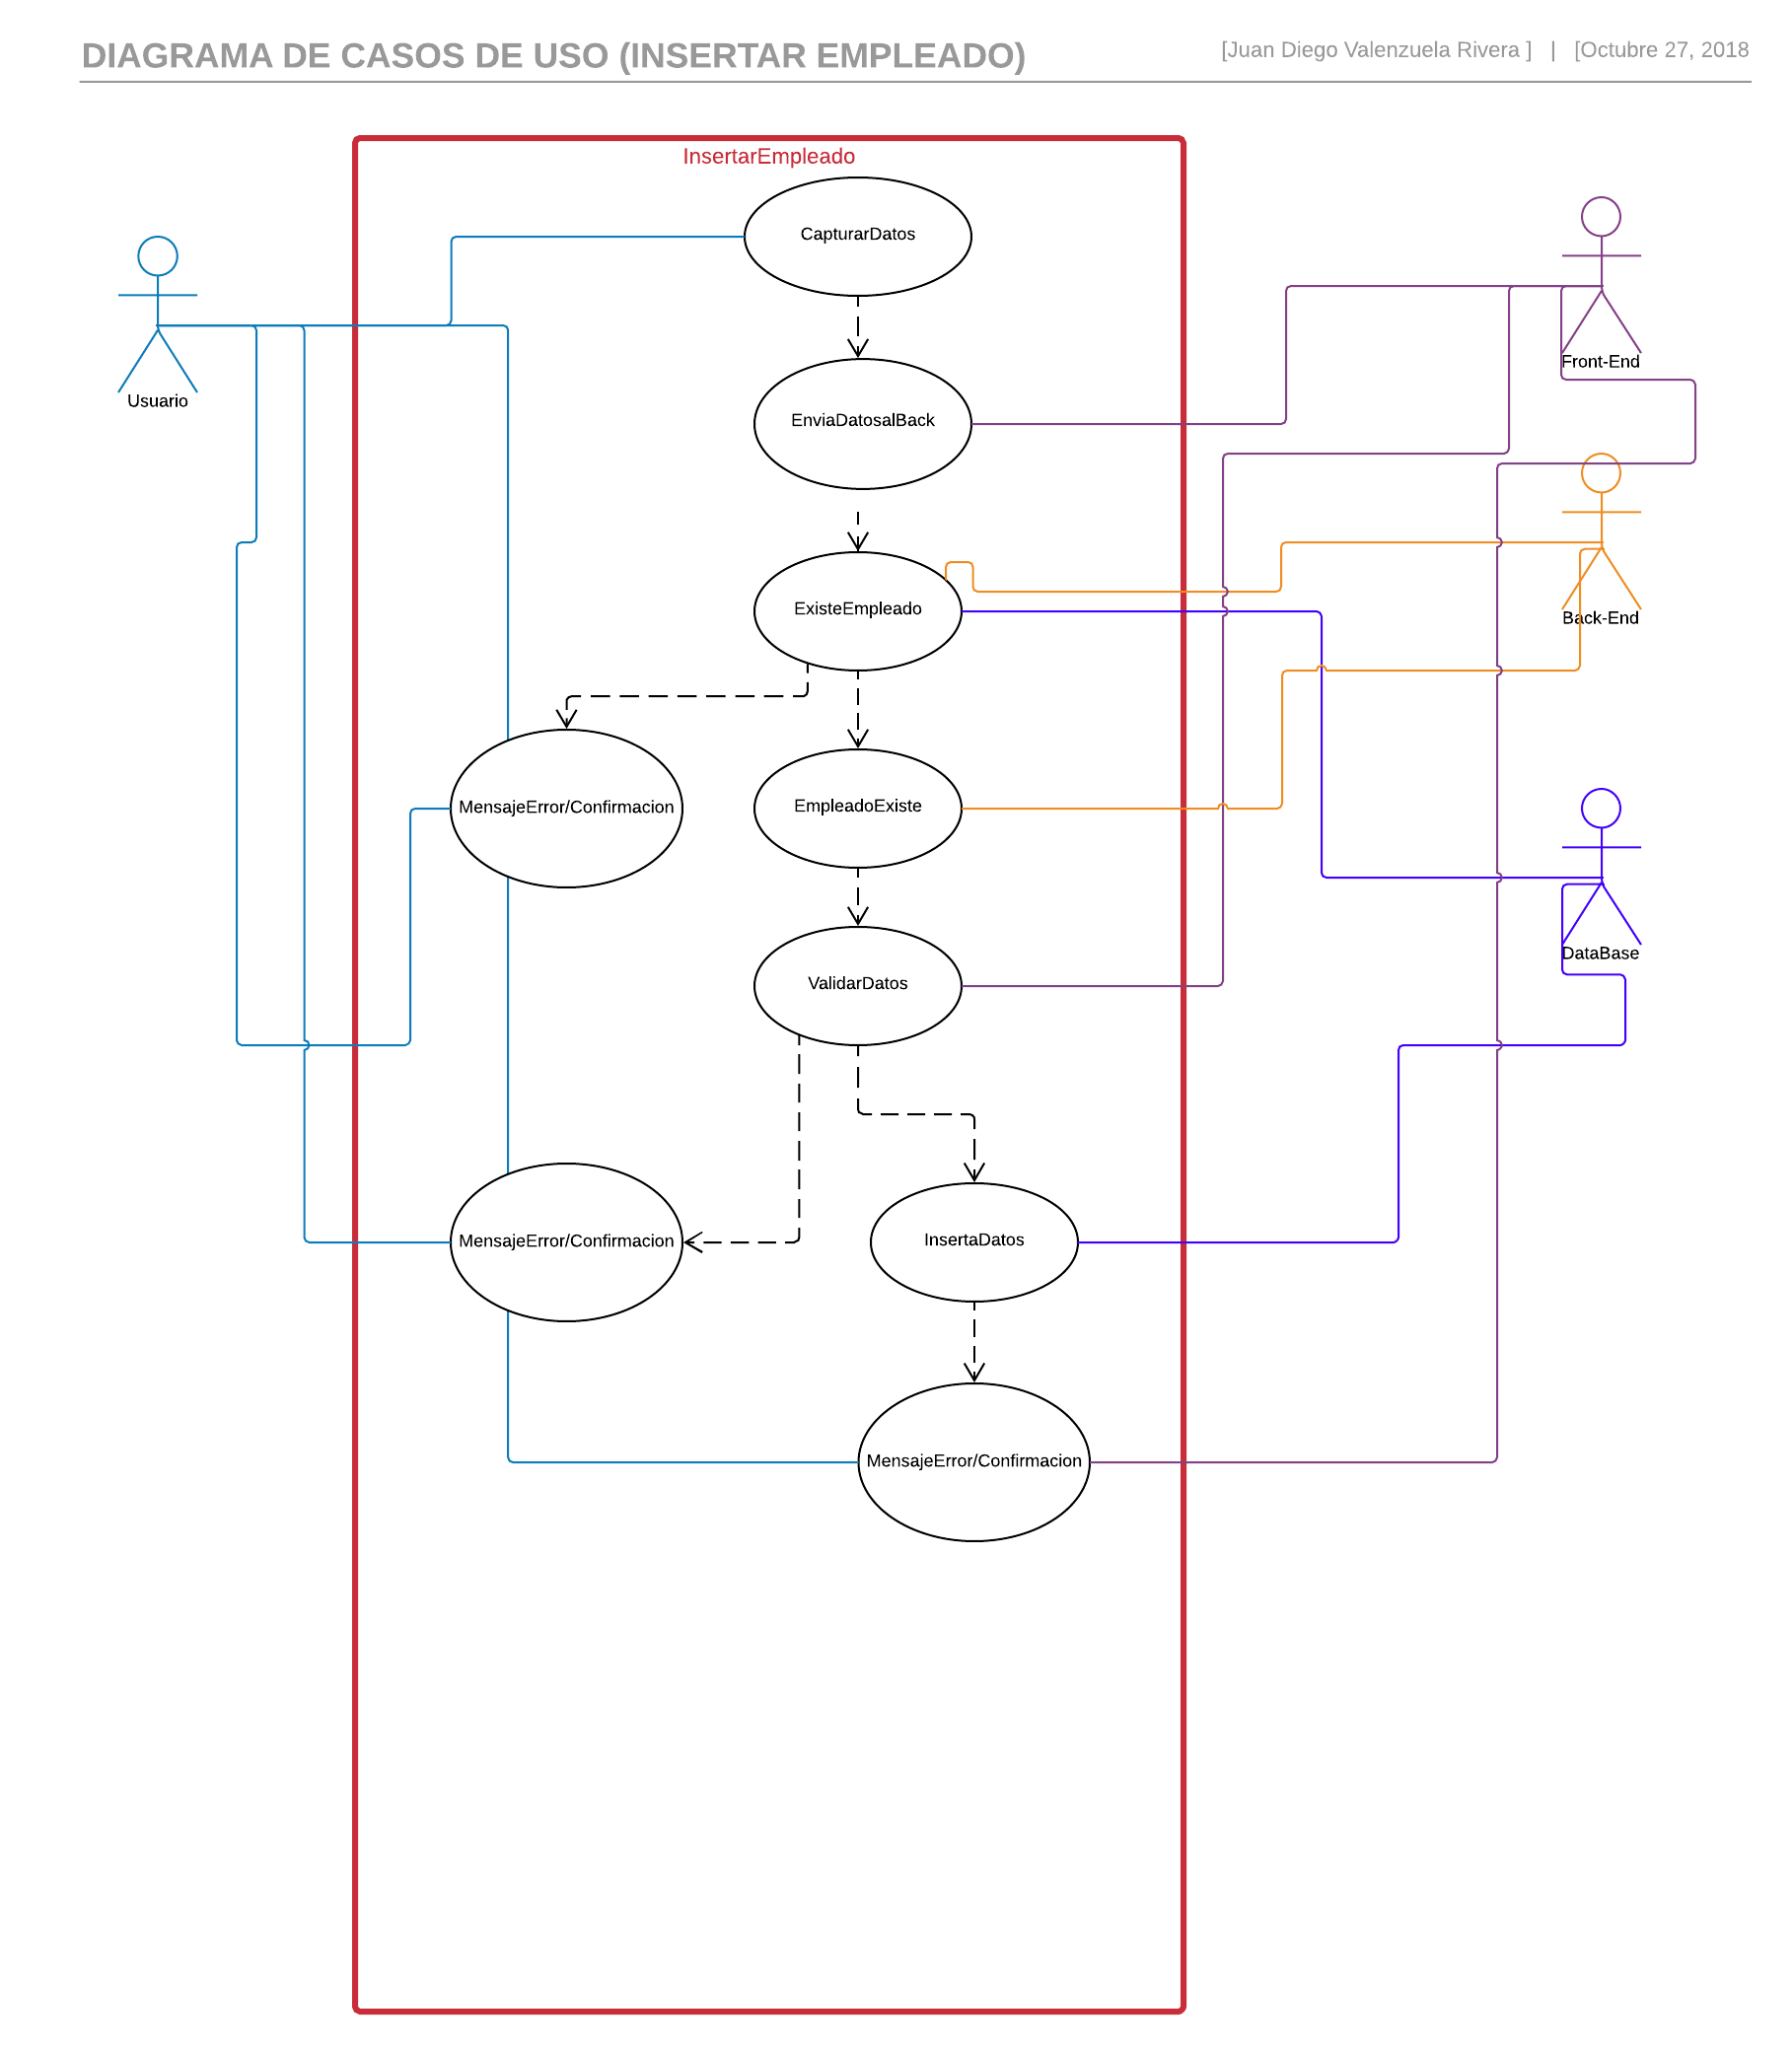 DIAGRAMA DE CASOS DE USO (INSERTAR EMPLEADO)
[Juan Diego Valenzuela Rivera ] | [Octubre 27, 2018
InsertarEmpleado
CapturarDatos
Usuario
Front-End
EnviaDatosalBack
ExisteEmpleado
Back-End
MensajeError/Confirmacion
EmpleadoExiste
DataBase
ValidarDatos
MensajeError/Confirmacion
InsertaDatos
MensajeError/Confirmacion